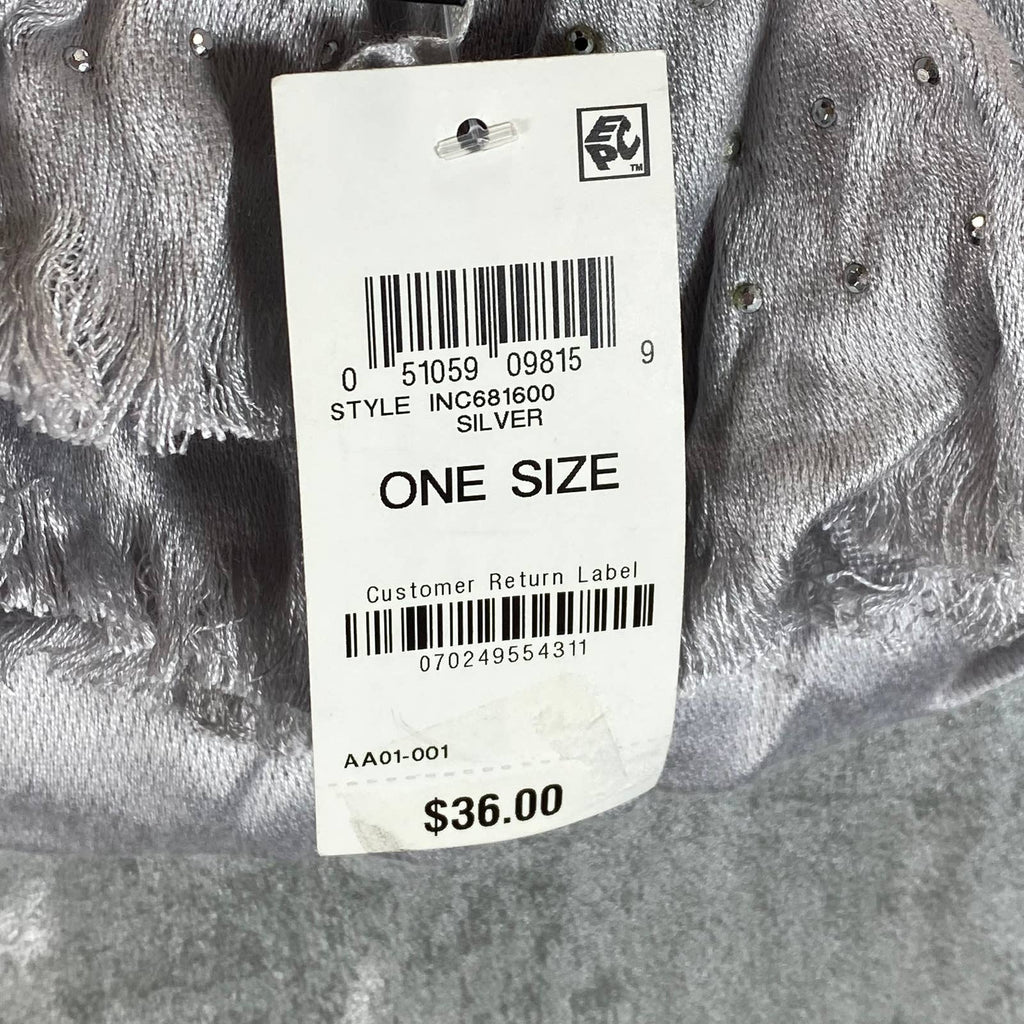 EPC
TM
0 51059 09815 9
STYLE INC681600
SILVER
ONE SIZE
Customer Return Label
070249554311
AA01-001
$36.00